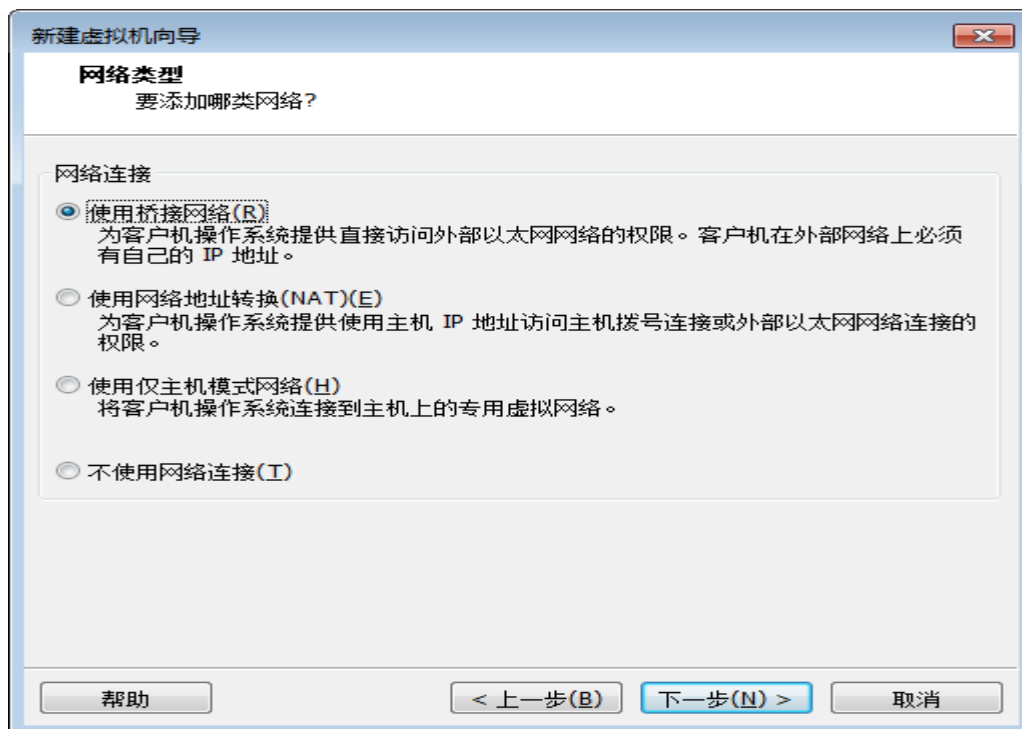 新建虚拟机向导
网络类型
要添加哪类网络?
网络连接
使用桥接网络(R)
为客户机操作系统提供直接访问外部以太网网络的权限。客户机在外部网络上必须
有自己的 IP 地址。
使用网络地址转换(NAT)(E)
为客户机操作系统提供使用主机 IP 地址访问主机拨号连接或外部以太网网络连接的
权限。
使用仅主机模式网络(H)
将客户机操作系统连接到主机上的专用虚拟网络。
不使用网络连接(T)
帮助
< 上一步(B)
下一步(N) >
取消